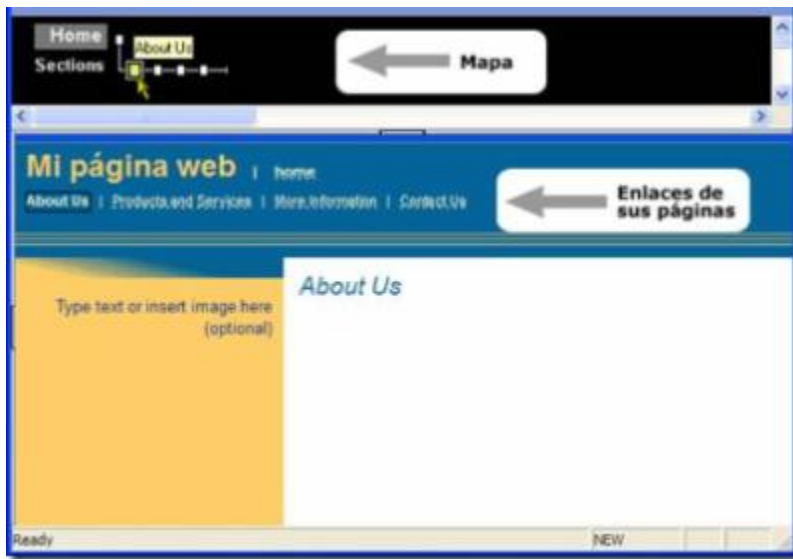 Home
About Us
Sections
Mapa
Mi página web | home
About Us | Products and Services | More Information | Contact Us
Enlaces de
sus páginas
About Us
Type text or insert image here
(optional)
Ready
NEW